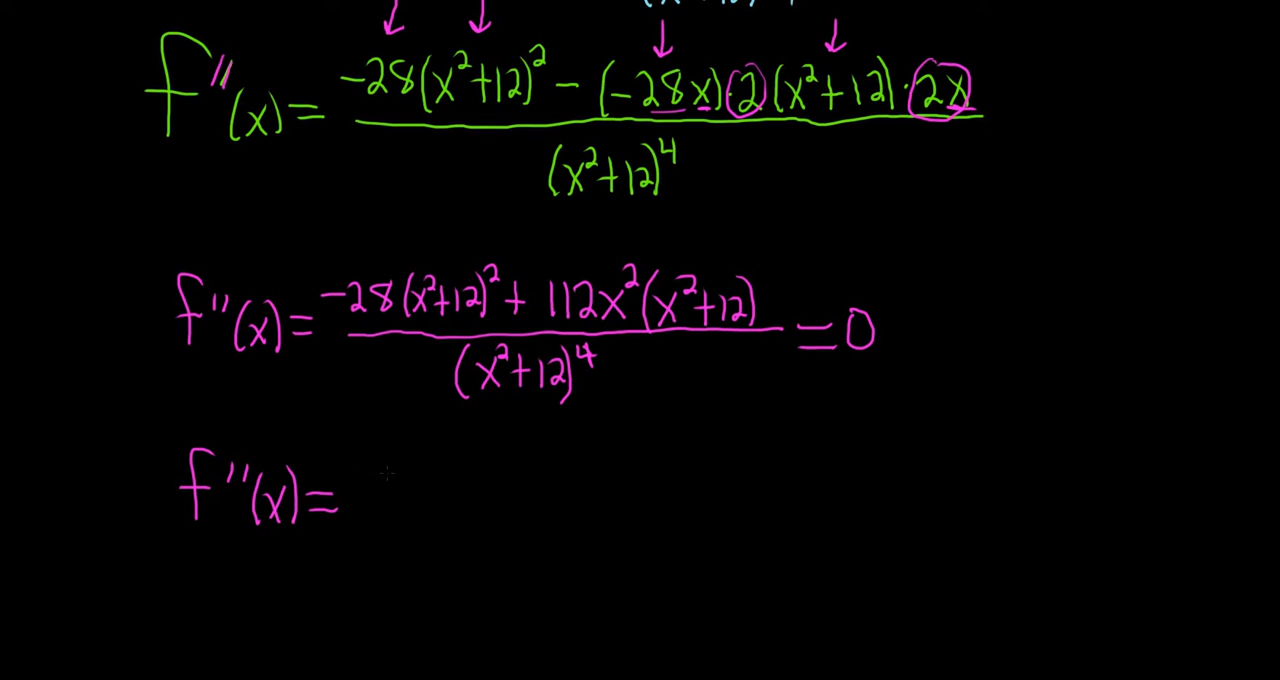 f''(x) = (-28(x²+12)² - (-28x)·2(x²+12)·2x) / (x²+12)⁴
f''(x) = (-28(x²+12)² + 112x²(x²+12)) / (x²+12)⁴ = 0
f''(x) =